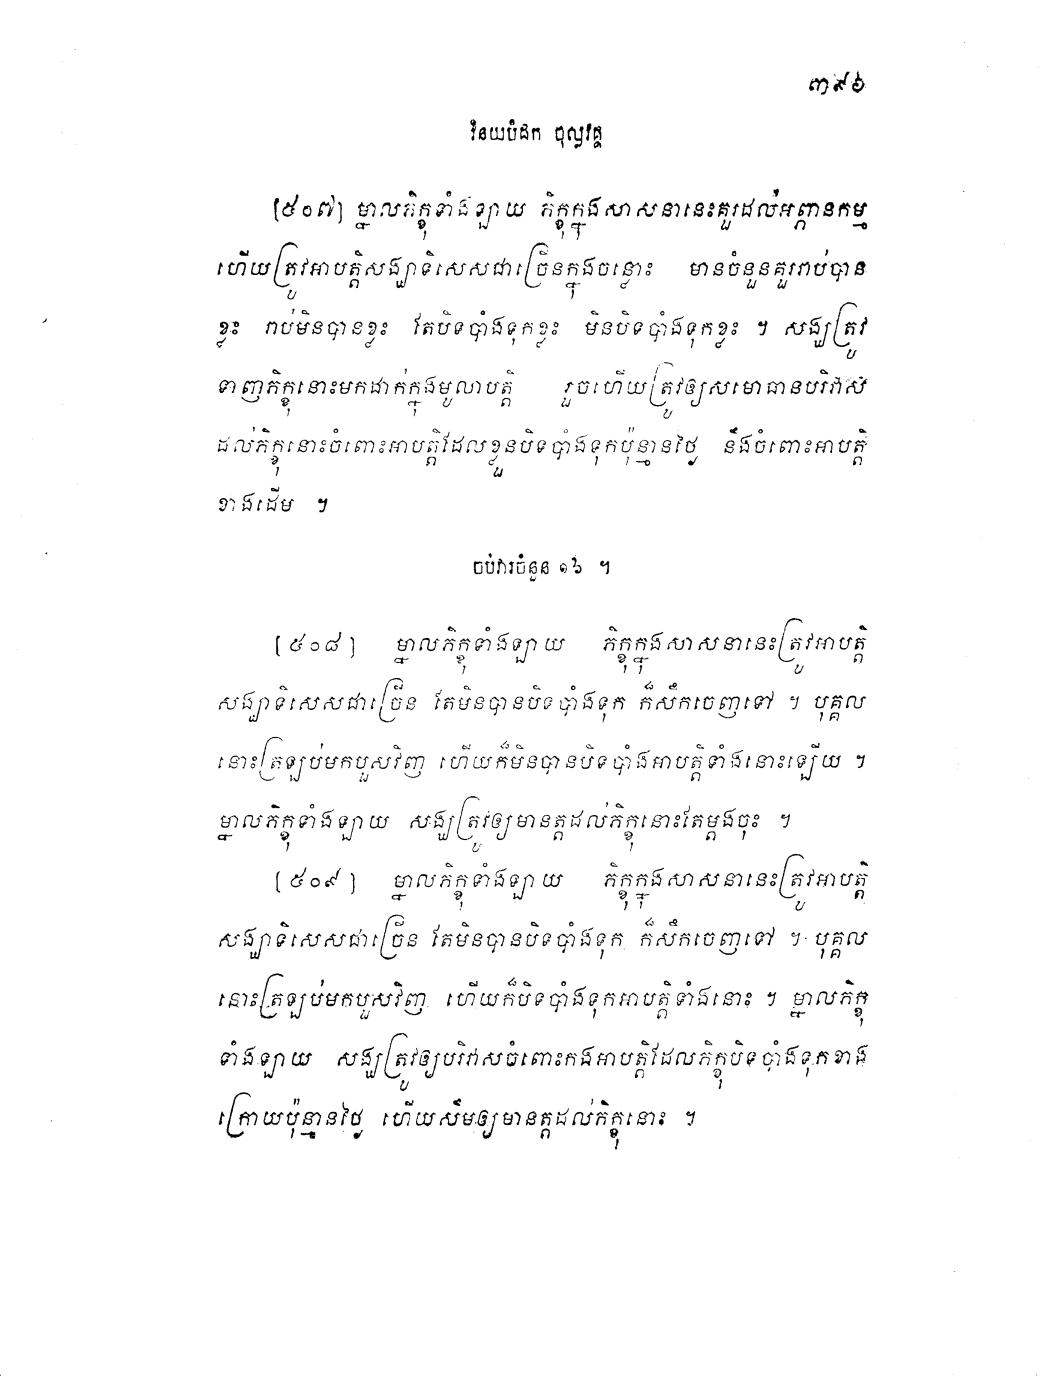 ៣៩៦
វិនយបិដក ចុល្លវគ្គ
[៥០៧] ម្នាលភិក្ខុទាំងឡាយ ភិក្ខុក្នុងសាសនានេះគួរដល់អព្ភានកម្ម
ហើយត្រូវអាបត្តិសង្ឃាទិសេសជាច្រើនក្នុងចន្លោះ មានចំនួនគួររាប់បាន
ខ្លះ រាប់មិនបានខ្លះ តែបិទបាំងទុកខ្លះ មិនបិទបាំងទុកខ្លះ ។ សង្ឃត្រូវ
ទាញភិក្ខុនោះមកដាក់ក្នុងមូលាបត្តិ រួចហើយត្រូវឲ្យសមោធានបរិវាស
ដល់ភិក្ខុនោះចំពោះអាបត្តិដែលខ្លួនបិទបាំងទុកប៉ុន្មានថ្ងៃ នឹងចំពោះអាបត្តិ
ខាងដើម ។
ចប់វារចំនួន ១៦ ។
[៥០៨] ម្នាលភិក្ខុទាំងឡាយ ភិក្ខុក្នុងសាសនានេះត្រូវអាបត្តិ
សង្ឃាទិសេសជាច្រើន តែមិនបានបិទបាំងទុក ក៏សឹកចេញទៅ ។ បុគ្គល
នោះត្រឡប់មកបួសវិញ ហើយក៏មិនបានបិទបាំងអាបត្តិទាំងនោះឡើយ ។
ម្នាលភិក្ខុទាំងឡាយ សង្ឃត្រូវឲ្យមានត្តដល់ភិក្ខុនោះតែម្តងចុះ ។
[៥០៩] ម្នាលភិក្ខុទាំងឡាយ ភិក្ខុក្នុងសាសនានេះត្រូវអាបត្តិ
សង្ឃាទិសេសជាច្រើន តែមិនបានបិទបាំងទុក ក៏សឹកចេញទៅ ។ បុគ្គល
នោះត្រឡប់មកបួសវិញ ហើយក៏បិទបាំងទុកអាបត្តិទាំងនោះ ។ ម្នាលភិក្ខុ
ទាំងឡាយ សង្ឃត្រូវឲ្យបរិវាសចំពោះកងអាបត្តិដែលភិក្ខុបិទបាំងទុកខាង
ក្រោយប៉ុន្មានថ្ងៃ ហើយសឹមឲ្យមានត្តដល់ភិក្ខុនោះ ។